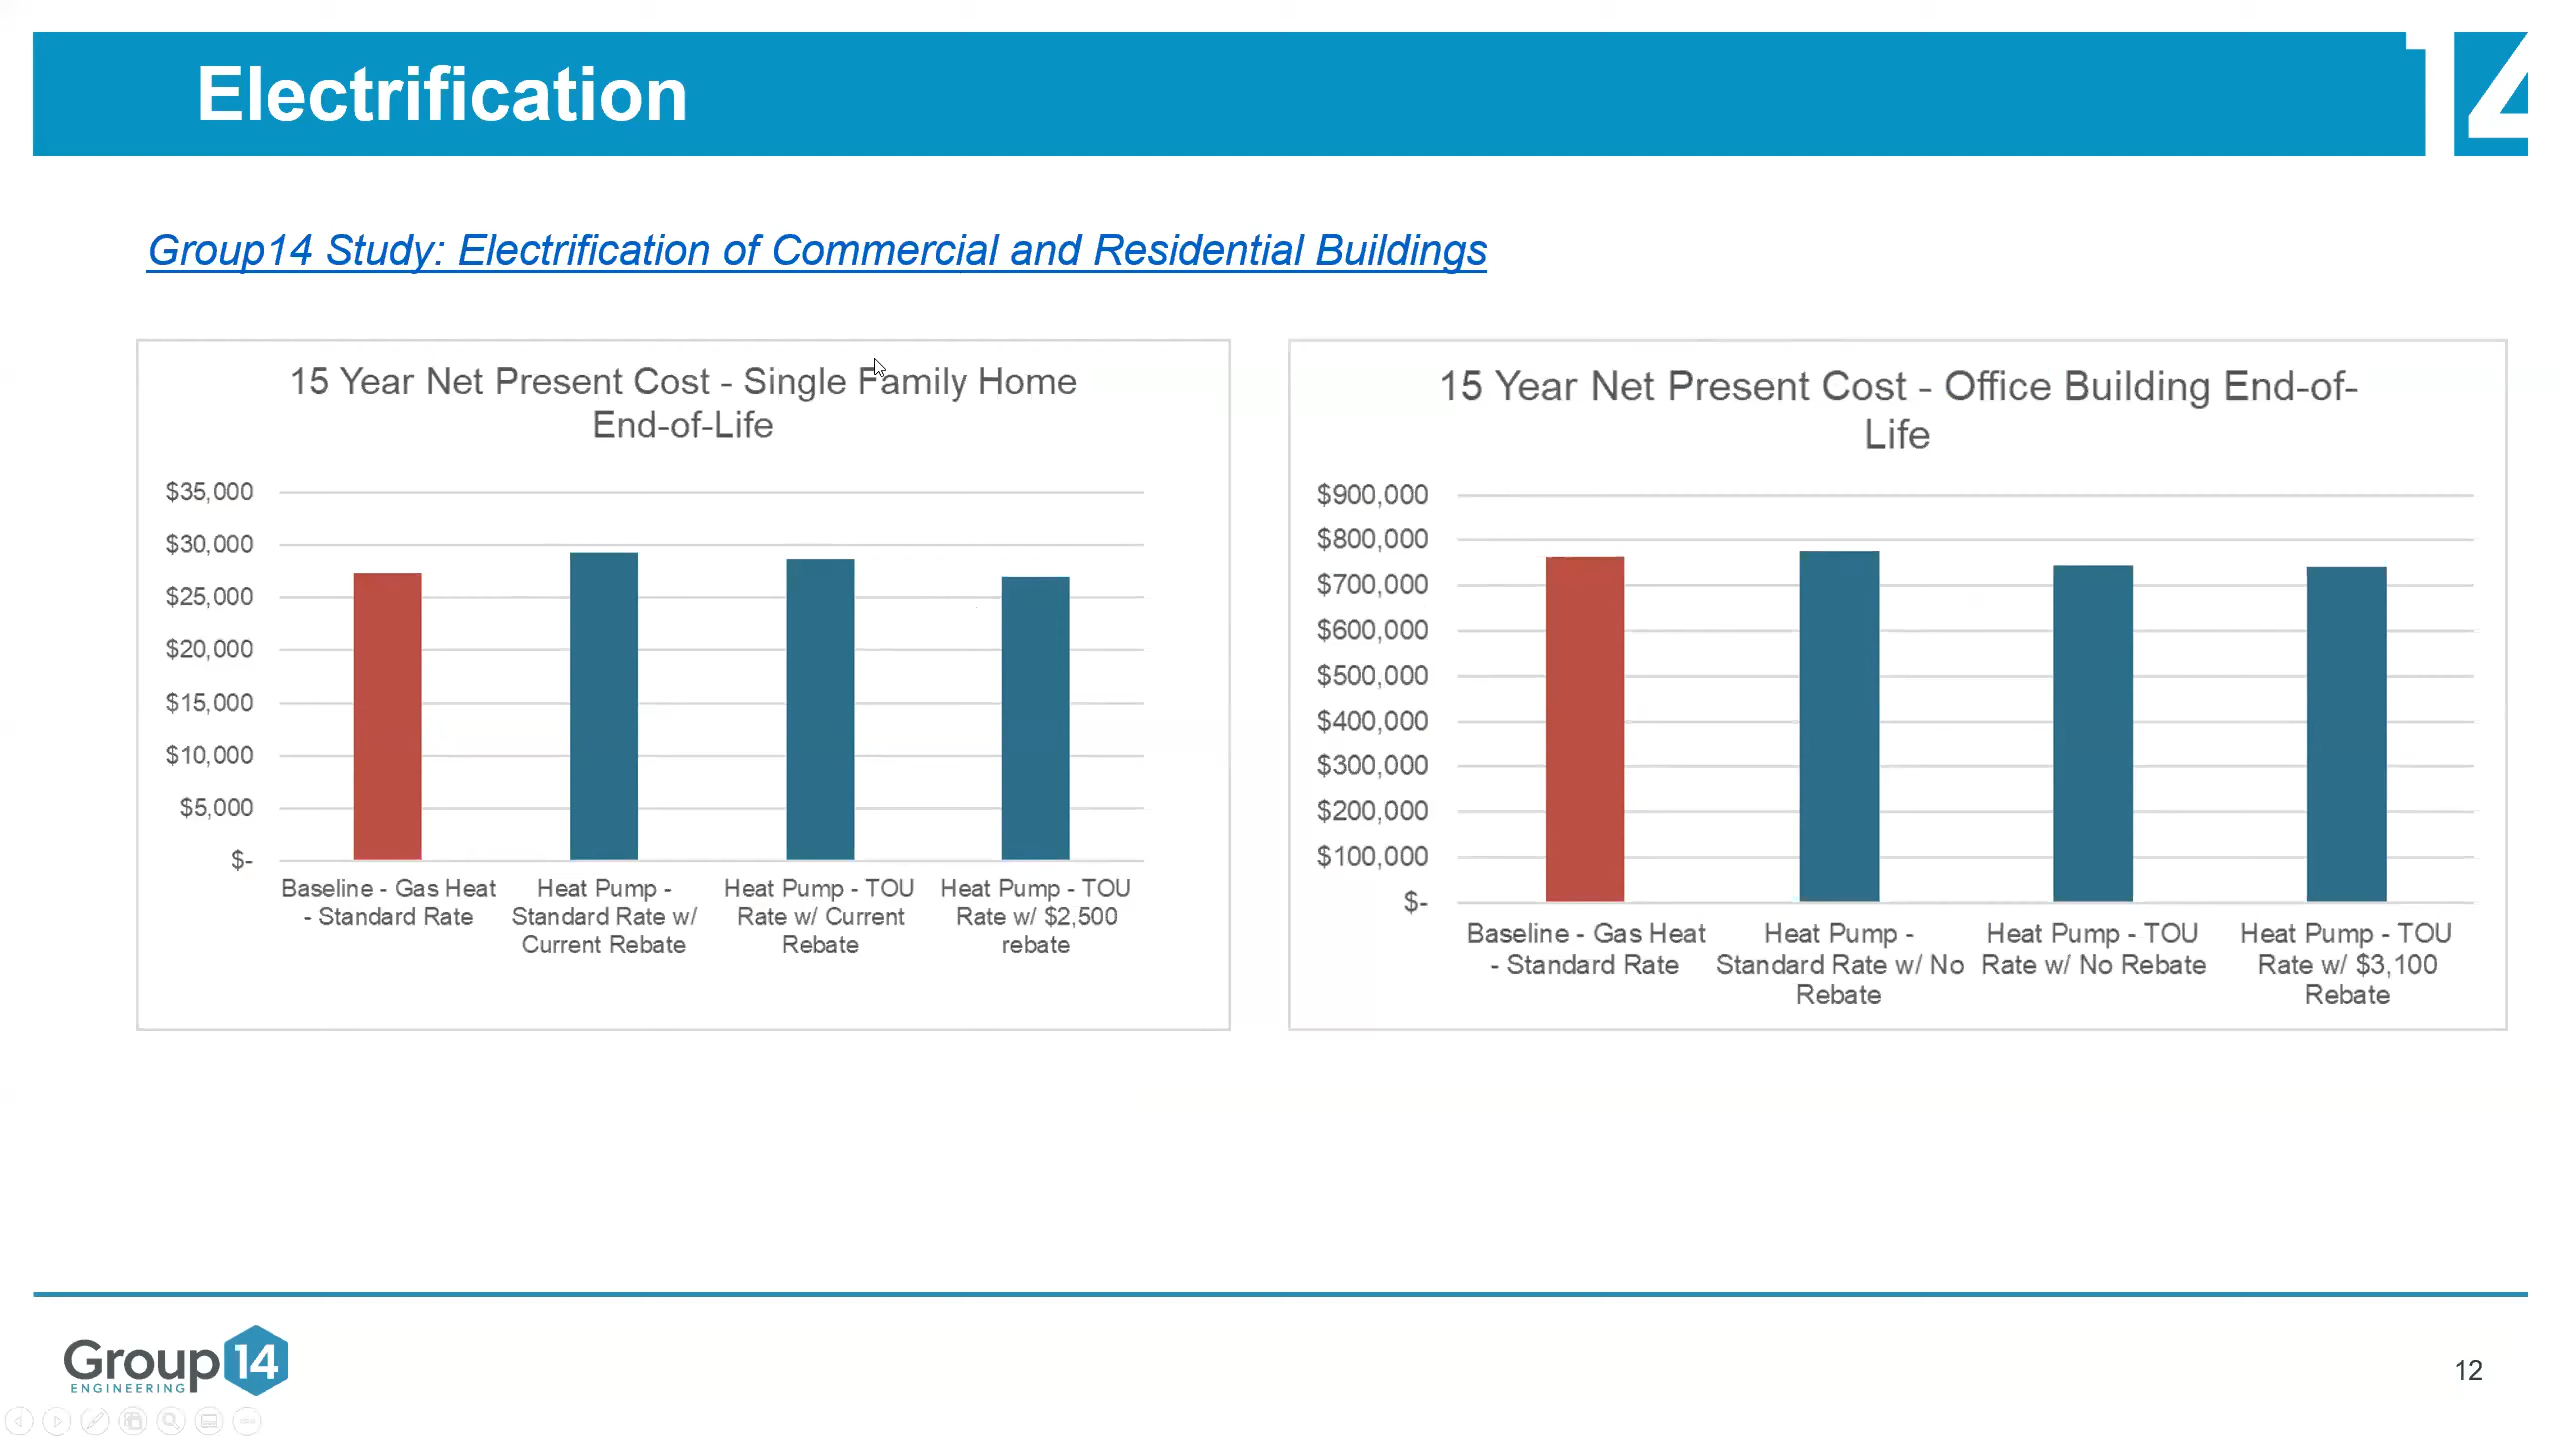 Electrification
14
Group14 Study: Electrification of Commercial and Residential Buildings
15 Year Net Present Cost - Single Family Home
End-of-Life
$35,000
$30,000
$25,000
$20,000
$15,000
$10,000
$5,000
$-
Baseline - Gas Heat
- Standard Rate
Heat Pump -
Standard Rate w/
Current Rebate
Heat Pump - TOU
Rate w/ Current
Rebate
Heat Pump - TOU
Rate w/ $2,500
rebate
15 Year Net Present Cost - Office Building End-of-
Life
$900,000
$800,000
$700,000
$600,000
$500,000
$400,000
$300,000
$200,000
$100,000
$-
Baseline - Gas Heat
- Standard Rate
Heat Pump -
Standard Rate w/ No
Rebate
Heat Pump - TOU
Rate w/ No Rebate
Heat Pump - TOU
Rate w/ $3,100
Rebate
Group14
ENGINEERING
12